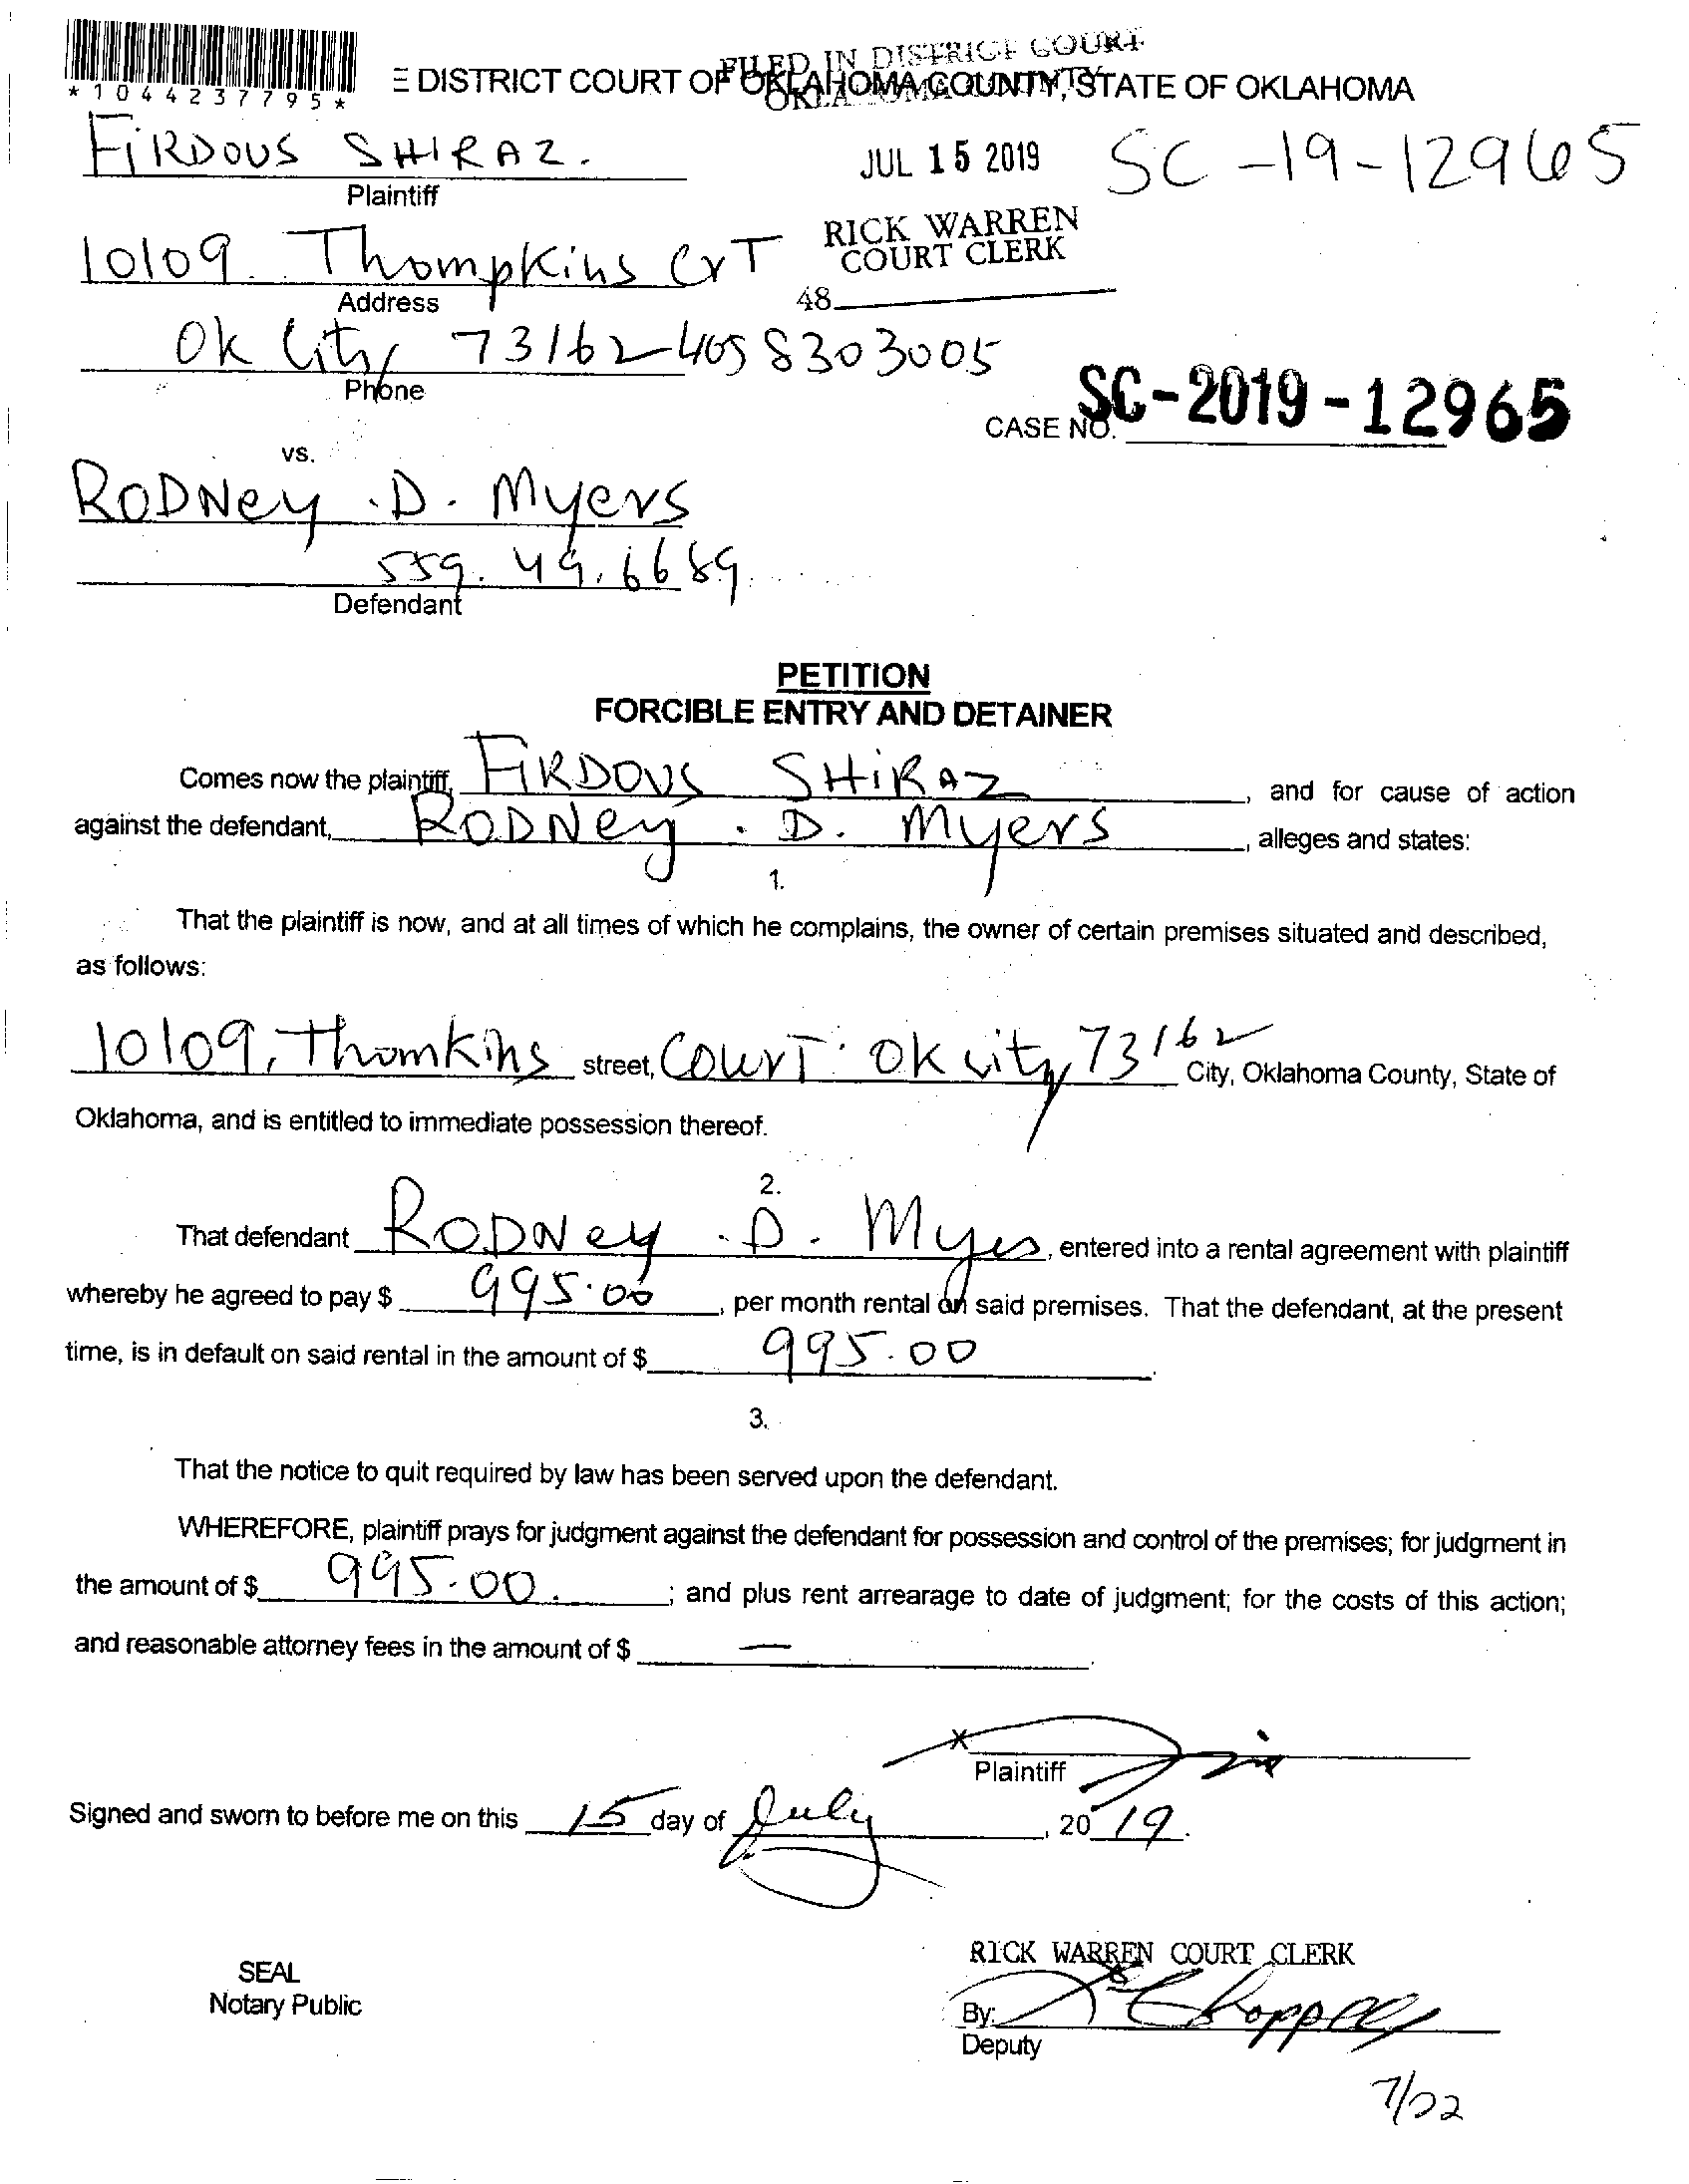 *1044237795*
E DISTRICT COURT OF OKLAHOMA COUNTY, STATE OF OKLAHOMA
FILED IN DISTRICT COURT
FIRDOUS SHIRAZ.
JUL 15 2019
SC-19-12965
Plaintiff
RICK WARREN
COURT CLERK
10109 Thompkins CrT
Address
48
Ok City 73162 405 830 3005
Phone
CASE NO. SC-2019-12965
vs.
RODNey .D. Myers
559.49.6689
Defendant
PETITION
FORCIBLE ENTRY AND DETAINER
Comes now the plaintiff, FIRDOUS SHIRAZ, and for cause of action
against the defendant, RODNey . D. Myers, alleges and states:
1.
That the plaintiff is now, and at all times of which he complains, the owner of certain premises situated and described,
as follows:
10109, Thomkins street, CourT OK city, 73162 City, Oklahoma County, State of
Oklahoma, and is entitled to immediate possession thereof.
2.
That defendant RODNey .D. Myers, entered into a rental agreement with plaintiff
whereby he agreed to pay $ 995.00, per month rental on said premises. That the defendant, at the present
time, is in default on said rental in the amount of $ 995.00.
3.
That the notice to quit required by law has been served upon the defendant.
WHEREFORE, plaintiff prays for judgment against the defendant for possession and control of the premises; for judgment in
the amount of $ 995.00. ; and plus rent arrearage to date of judgment; for the costs of this action;
and reasonable attorney fees in the amount of $ —.
X
Plaintiff
Signed and sworn to before me on this 15 day of July, 2019.
RICK WARREN COURT CLERK
SEAL
Notary Public
By:
Deputy
7/22